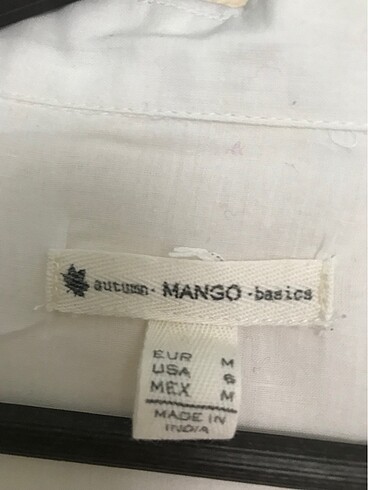 autumn · MANGO · basics
EUR M
USA 6
MEX M
MADE IN
INDIA